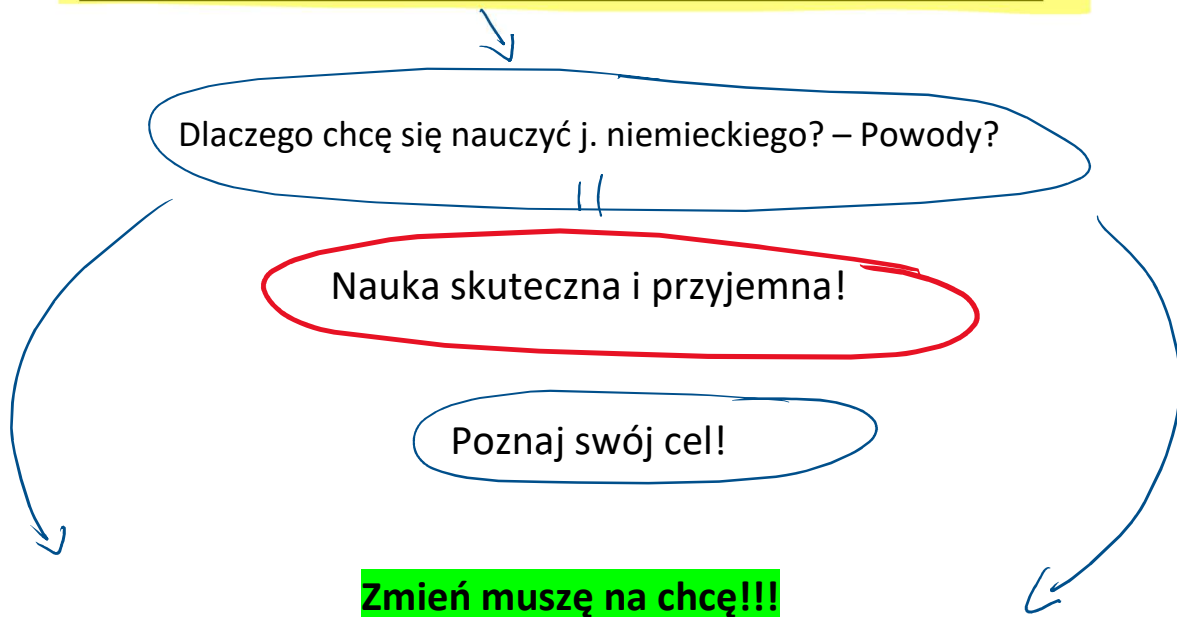 Dlaczego chcę się nauczyć j. niemieckiego? – Powody?
Nauka skuteczna i przyjemna!
Poznaj swój cel!
Zmień muszę na chcę!!!